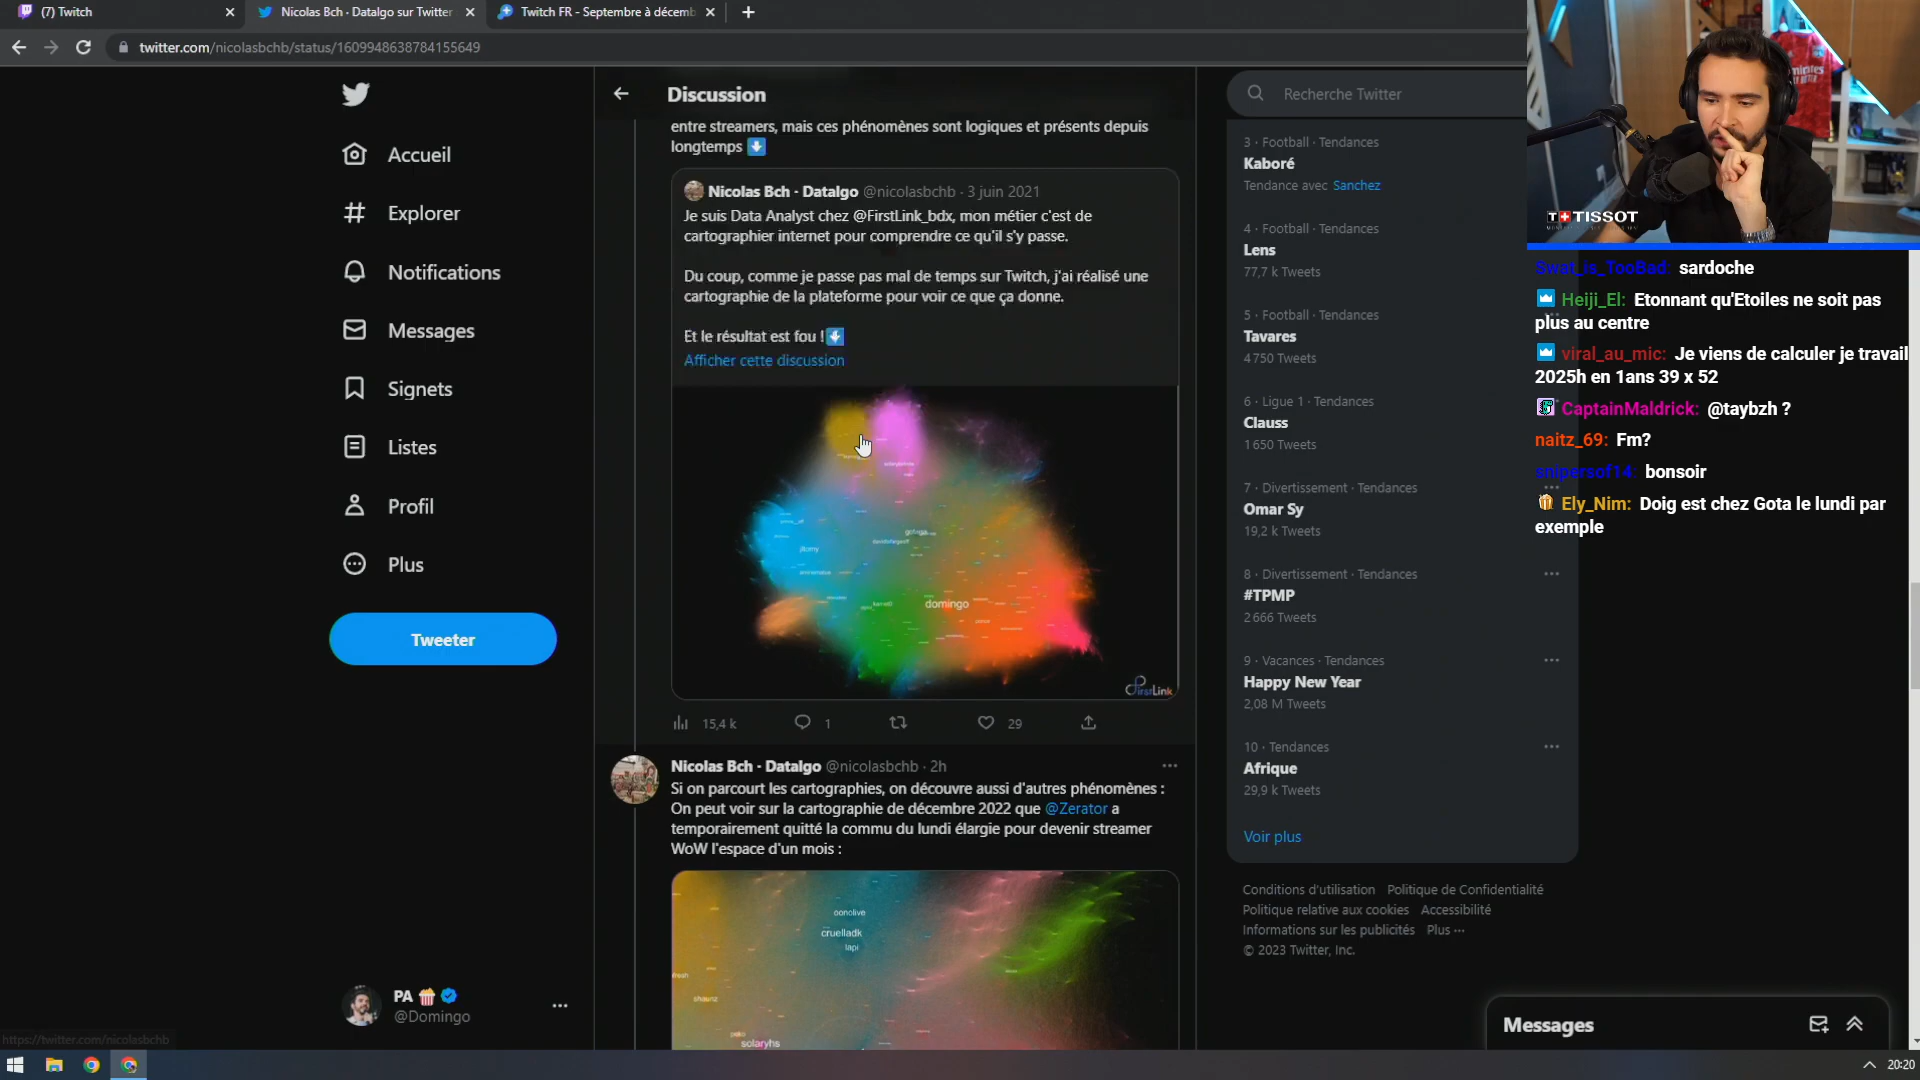 (7) Twitch
Nicolas Bch · Datalgo sur Twitter
Twitch FR - Septembre à décemb
twitter.com/nicolasbchb/status/1609948638784155649
Accueil
Explorer
Notifications
Messages
Signets
Listes
Profil
Plus
Tweeter
PA
@Domingo
https://twitter.com/nicolasbchb
Discussion
entre streamers, mais ces phénomènes sont logiques et présents depuis
longtemps
Nicolas Bch · Datalgo @nicolasbchb · 3 juin 2021
Je suis Data Analyst chez @FirstLink_bdx, mon métier c'est de
cartographier internet pour comprendre ce qu'il s'y passe.
Du coup, comme je passe pas mal de temps sur Twitch, j'ai réalisé une
cartographie de la plateforme pour voir ce que ça donne.
Et le résultat est fou !
Afficher cette discussion
gotaga
jltomy
domingo
FirstLink
15,4 k
1
29
Nicolas Bch · Datalgo @nicolasbchb · 2h
Si on parcourt les cartographies, on découvre aussi d'autres phénomènes :
On peut voir sur la cartographie de décembre 2022 que @Zerator a
temporairement quitté la commu du lundi élargie pour devenir streamer
WoW l'espace d'un mois :
oonolive
cruelladk
lapi
shaunz
solaryhs
Recherche Twitter
3 · Football · Tendances
Kaboré
Tendance avec Sanchez
4 · Football · Tendances
Lens
77,7 k Tweets
5 · Football · Tendances
Tavares
4 750 Tweets
6 · Ligue 1 · Tendances
Clauss
1 650 Tweets
7 · Divertissement · Tendances
Omar Sy
19,2 k Tweets
8 · Divertissement · Tendances
#TPMP
2 666 Tweets
9 · Vacances · Tendances
Happy New Year
2,08 M Tweets
10 · Tendances
Afrique
29,9 k Tweets
Voir plus
Conditions d'utilisation Politique de Confidentialité
Politique relative aux cookies Accessibilité
Informations sur les publicités Plus ···
© 2023 Twitter, Inc.
Messages
TISSOT
Swat_is_TooBad: sardoche
Heiji_El: Etonnant qu'Etoiles ne soit pas
plus au centre
viral_au_mic: Je viens de calculer je travail
2025h en 1ans 39 x 52
CaptainMaldrick: @taybzh ?
naitz_69: Fm?
snipersof14: bonsoir
Ely_Nim: Doig est chez Gota le lundi par
exemple
20:20